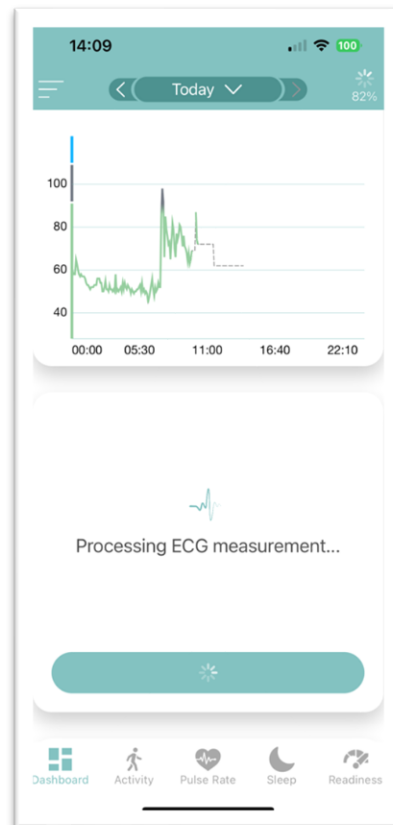 14:09
100
Today
82%
100
80
60
40
00:00 05:30 11:00 16:40 22:10
Processing ECG measurement...
Dashboard Activity Pulse Rate Sleep Readiness